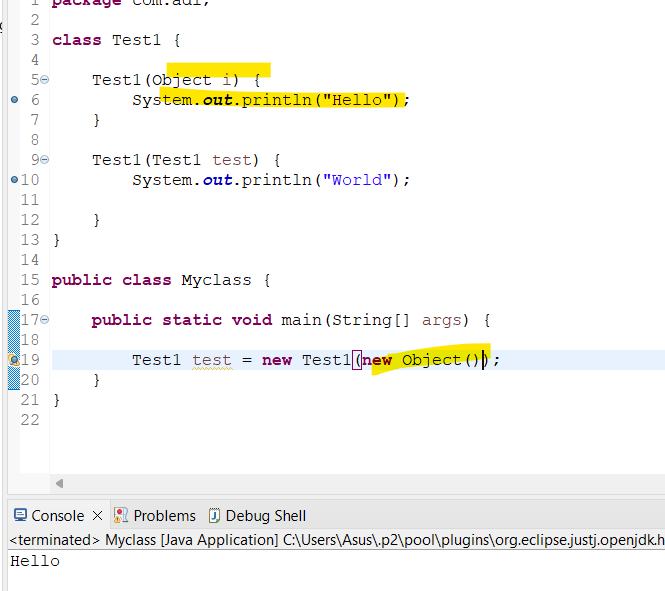 1 package com.adi;
2
3 class Test1 {
4
5 Test1(Object i) {
6 System.out.println("Hello");
7 }
8
9 Test1(Test1 test) {
10 System.out.println("World");
11
12 }
13 }
14
15 public class Myclass {
16
17 public static void main(String[] args) {
18
19 Test1 test = new Test1(new Object());
20 }
21 }
22
Console Problems Debug Shell
<terminated> Myclass [Java Application] C:\Users\Asus\.p2\pool\plugins\org.eclipse.justj.openjdk.h
Hello